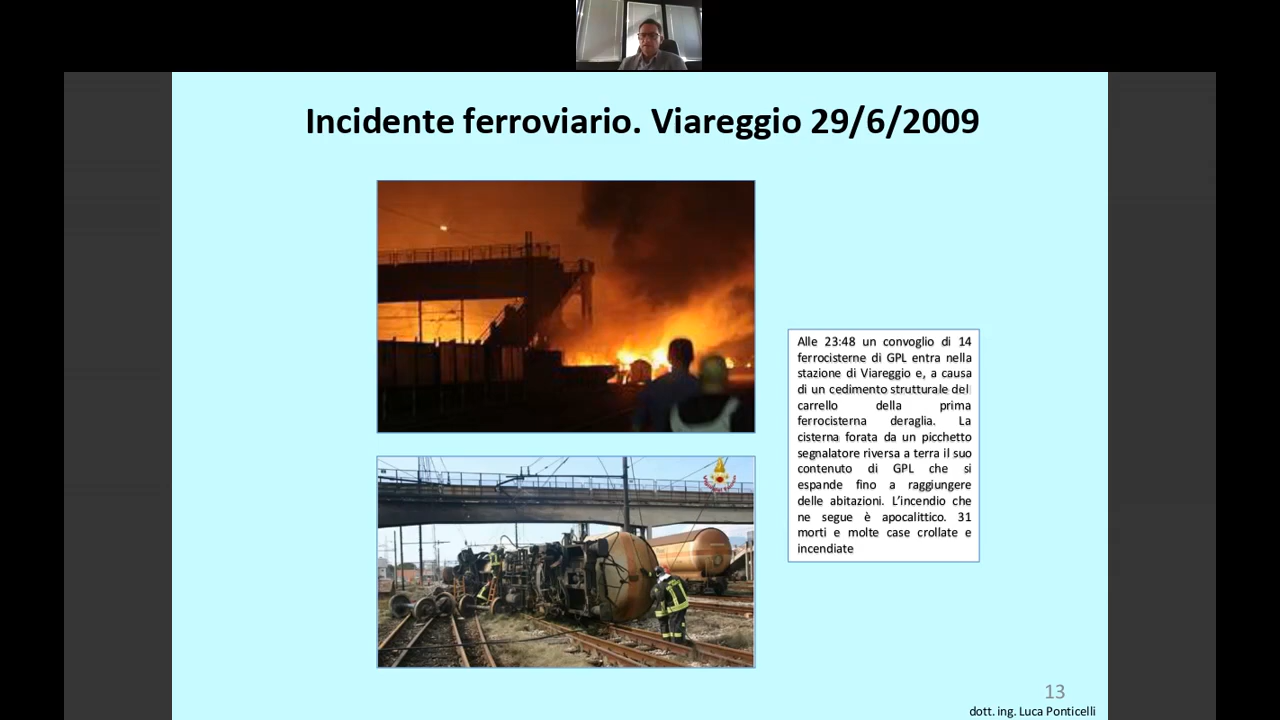 Incidente ferroviario. Viareggio 29/6/2009
Alle 23:48 un convoglio di 14
ferrocisterne di GPL entra nella
stazione di Viareggio e, a causa
di un cedimento strutturale del
carrello della prima
ferrocisterna deraglia. La
cisterna forata da un picchetto
segnalatore riversa a terra il suo
contenuto di GPL che si
espande fino a raggiungere
delle abitazioni. L'incendio che
ne segue è apocalittico. 31
morti e molte case crollate e
incendiate
13
dott. ing. Luca Ponticelli